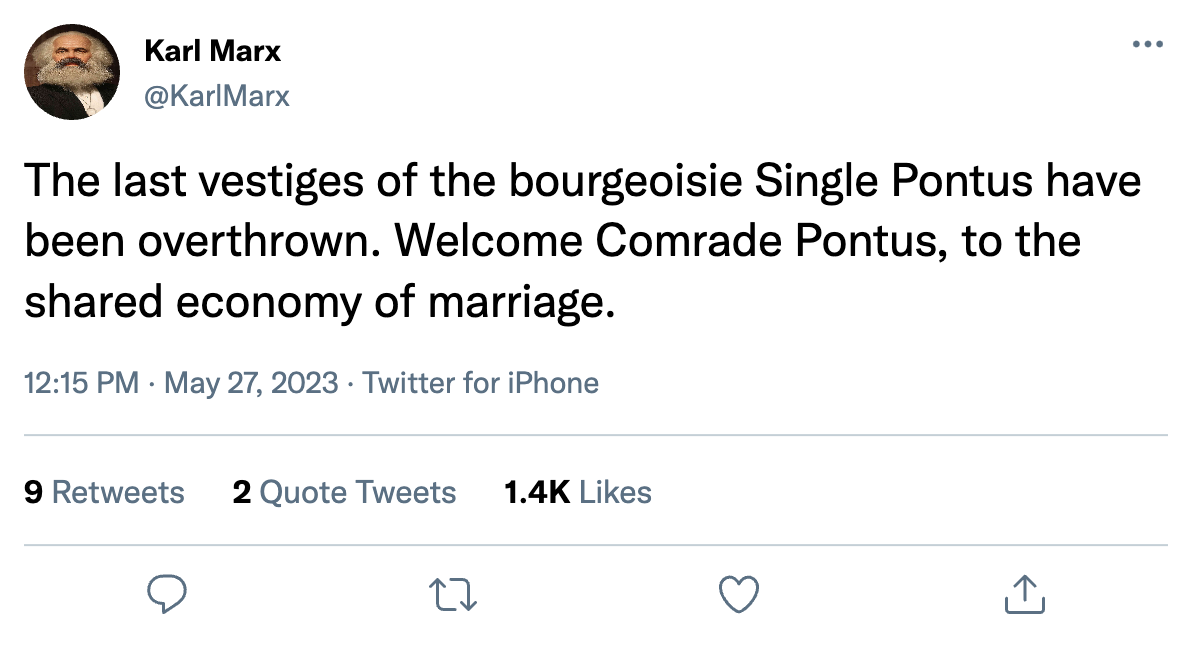 Karl Marx
@KarlMarx
The last vestiges of the bourgeoisie Single Pontus have
been overthrown. Welcome Comrade Pontus, to the
shared economy of marriage.
12:15 PM · May 27, 2023 · Twitter for iPhone
9 Retweets 2 Quote Tweets 1.4K Likes